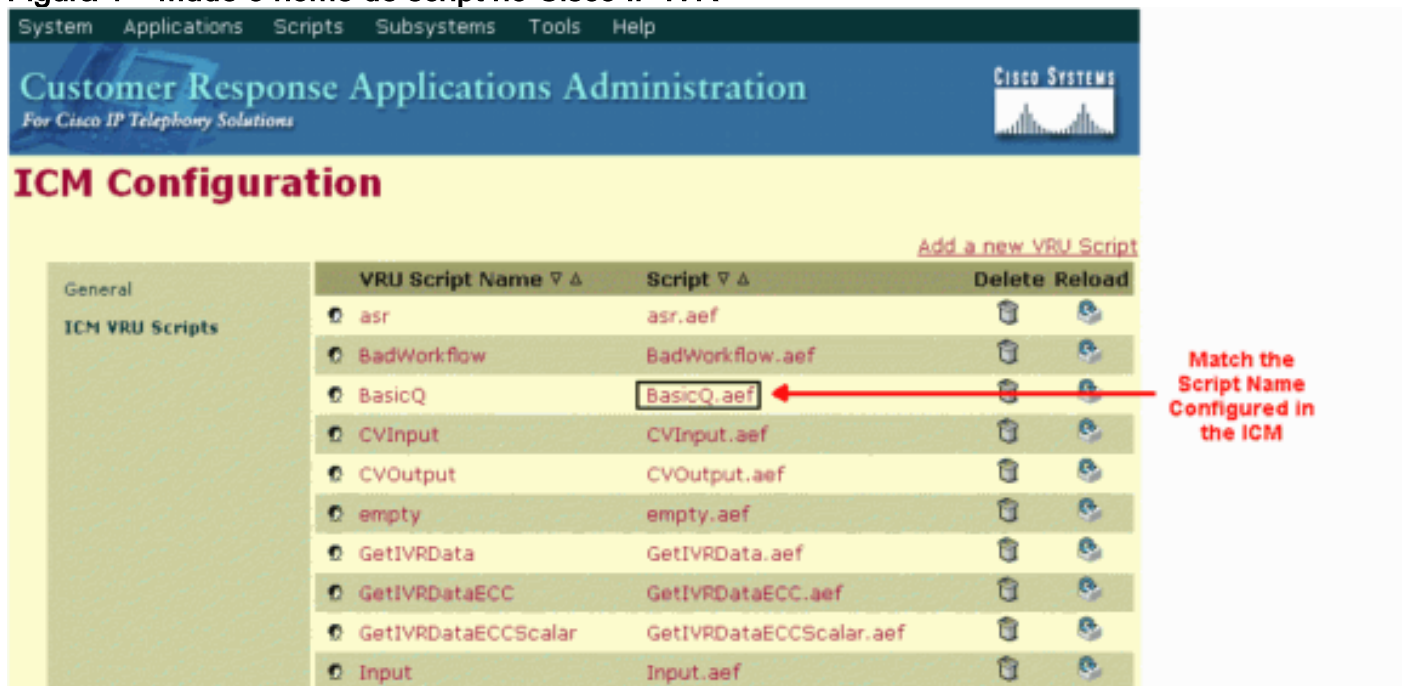 System Applications Scripts Subsystems Tools Help
Customer Response Applications Administration
For Cisco IP Telephony Solutions
CISCO SYSTEMS
ICM Configuration
Add a new VRU Script
General
ICM VRU Scripts
VRU Script Name Script Delete Reload
asr asr.aef
BadWorkflow BadWorkflow.aef
BasicQ BasicQ.aef
CVInput CVInput.aef
CVOutput CVOutput.aef
empty empty.aef
GetIVRData GetIVRData.aef
GetIVRDataECC GetIVRDataECC.aef
GetIVRDataECCScalar GetIVRDataECCScalar.aef
Input Input.aef
Match the
Script Name
Configured in
the ICM